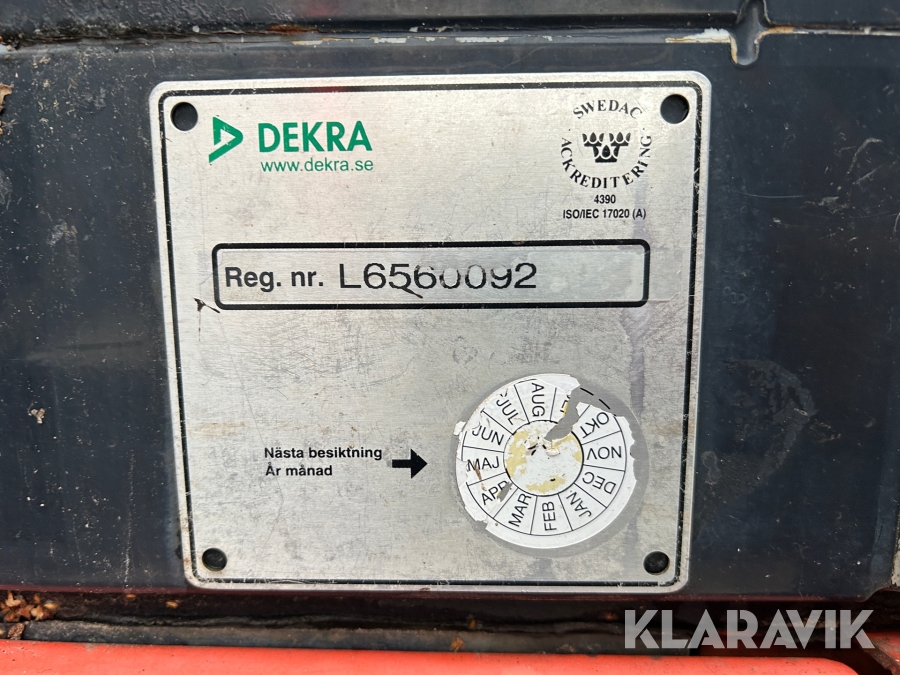 DEKRA
www.dekra.se
SWEDAC
ACKREDITERING
4390
ISO/IEC 17020 (A)
Reg. nr. L6560092
Nästa besiktning
År månad
AUG
OKT
NOV
DEC
JAN
FEB
MAR
APR
MAJ
JUN
JUL
KLARAVIK